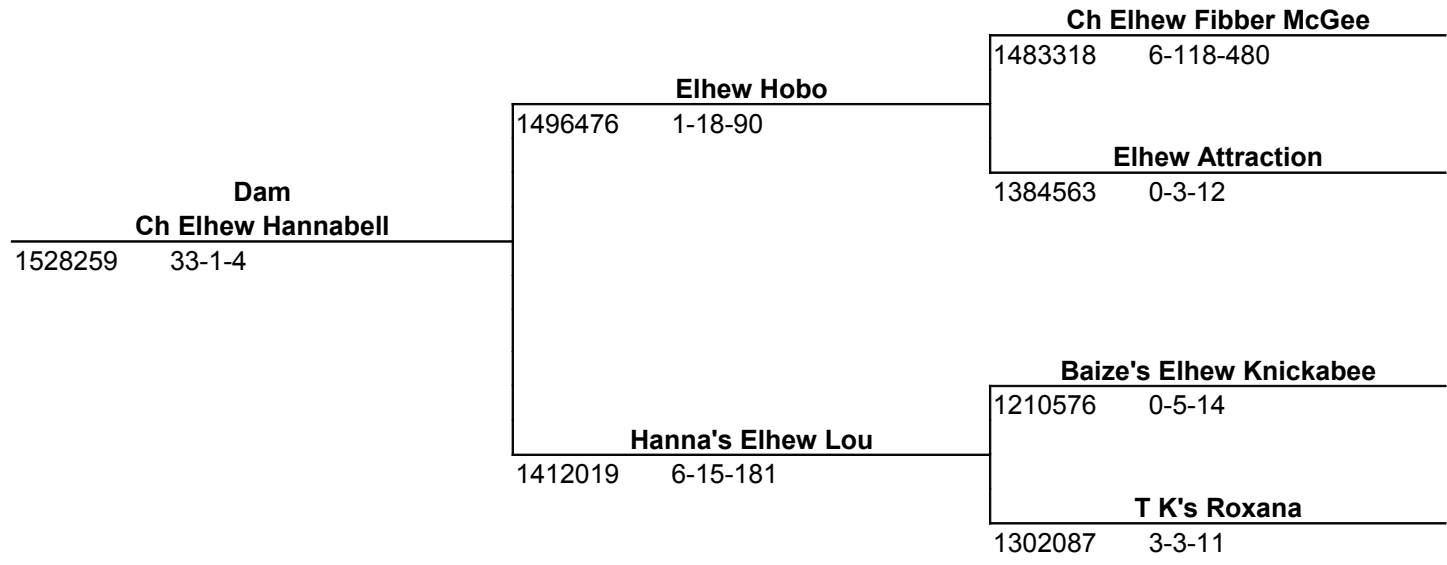 Ch Elhew Fibber McGee
1483318 6-118-480
Elhew Hobo
1496476 1-18-90
Elhew Attraction
1384563 0-3-12
Dam
Ch Elhew Hannabell
1528259 33-1-4
Baize's Elhew Knickabee
1210576 0-5-14
Hanna's Elhew Lou
1412019 6-15-181
T K's Roxana
1302087 3-3-11